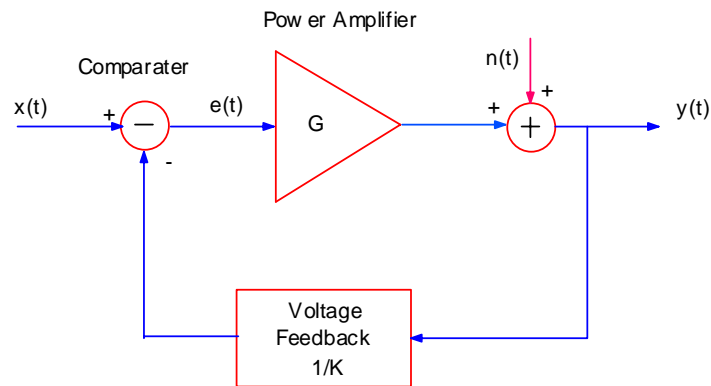 Power Amplifier
n(t)
Comparater
x(t)
+
e(t)
G
+
+
y(t)
−
+
-
Voltage
Feedback
1/K